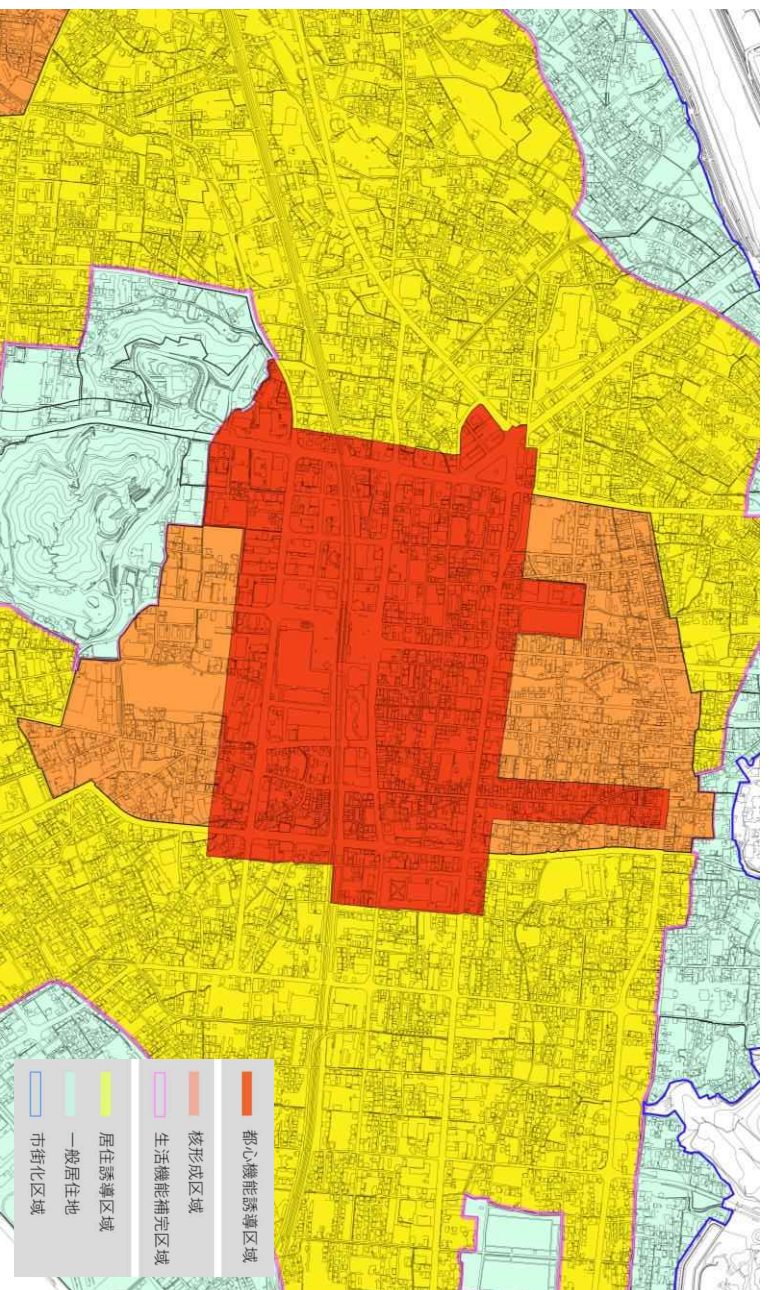 都心機能誘導区域
核形成区域
生活機能補完区域
居住誘導区域
一般居住地
市街化区域